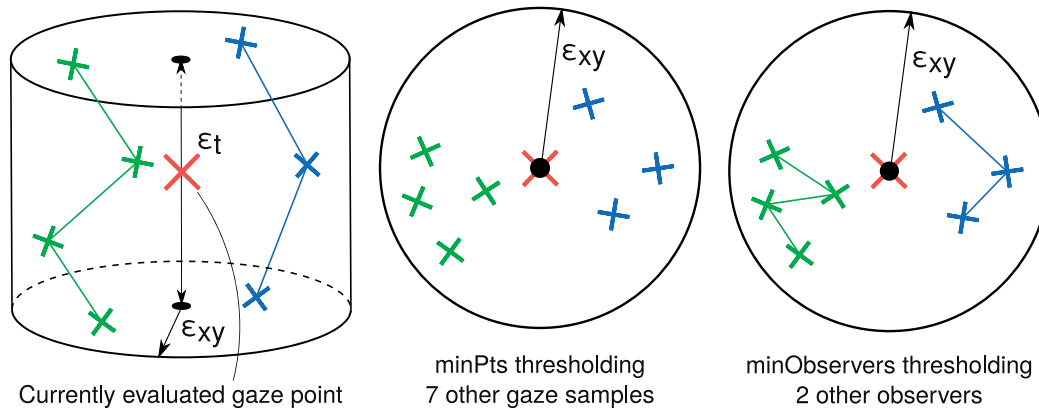 εt
εxy
Currently evaluated gaze point
εxy
minPts thresholding
7 other gaze samples
εxy
minObservers thresholding
2 other observers